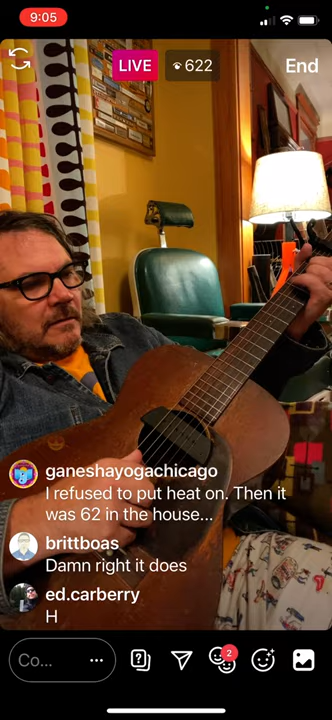 9:05
LIVE
622
End
ganeshayogachicago
I refused to put heat on. Then it
was 62 in the house...
brittboas
Damn right it does
ed.carberry
H
Co...
2